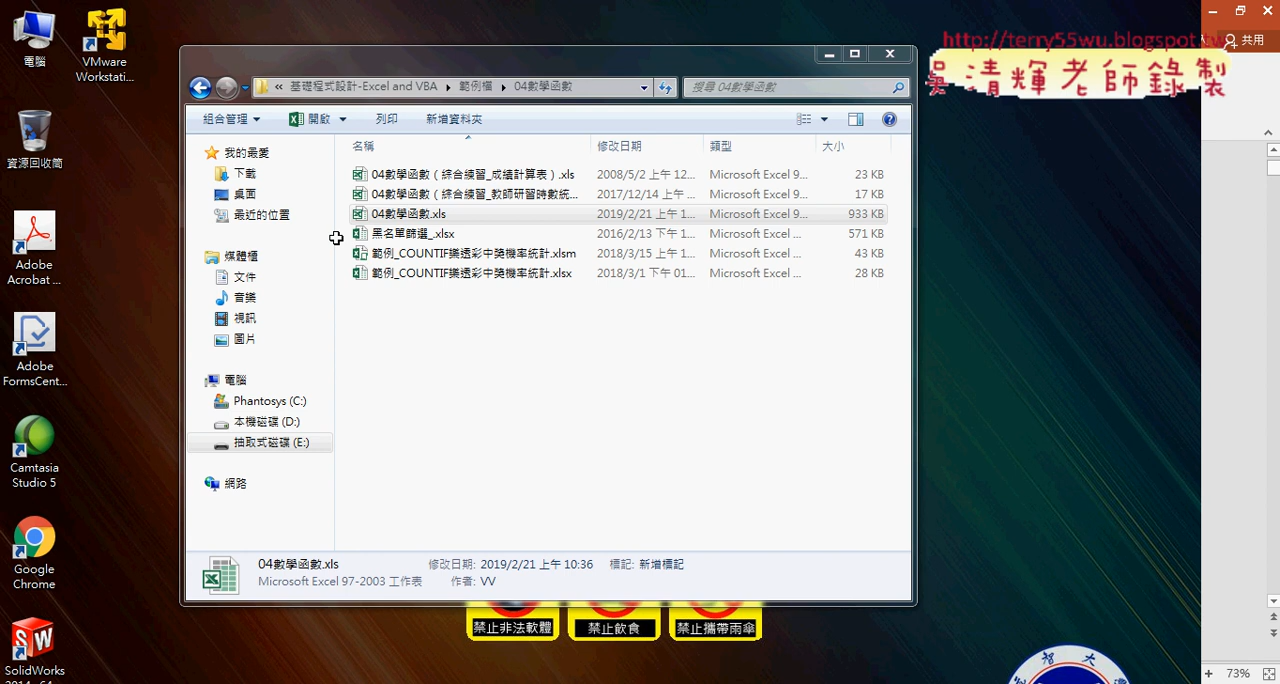 電腦
VMware
Workstati...
資源回收筒
Adobe
Acrobat ...
Adobe
FormsCent...
Camtasia
Studio 5
Google
Chrome
SolidWorks
http://terry55wu.blogspot.tw
吳清輝老師錄製
共用
« 基礎程式設計-Excel and VBA ▸ 範例檔 ▸ 04數學函數
搜尋 04數學函數
組合管理 開啟 列印 新增資料夾
名稱 修改日期 類型 大小
04數學函數（綜合練習_成績計算表）.xls 2008/5/2 上午 12... Microsoft Excel 9... 23 KB
04數學函數（綜合練習_教師研習時數統... 2017/12/14 上午 ... Microsoft Excel 9... 17 KB
04數學函數.xls 2019/2/21 上午 1... Microsoft Excel 9... 933 KB
黑名單篩選_.xlsx 2016/2/13 下午 1... Microsoft Excel ... 571 KB
範例_COUNTIF樂透彩中獎機率統計.xlsm 2018/3/15 上午 1... Microsoft Excel ... 43 KB
範例_COUNTIF樂透彩中獎機率統計.xlsx 2018/3/1 下午 01... Microsoft Excel ... 28 KB
我的最愛
下載
桌面
最近的位置
媒體櫃
文件
音樂
視訊
圖片
電腦
Phantosys (C:)
本機磁碟 (D:)
抽取式磁碟 (E:)
網路
04數學函數.xls 修改日期: 2019/2/21 上午 10:36 標記: 新增標記
Microsoft Excel 97-2003 工作表 作者: VV
禁止非法軟體 禁止飲食 禁止攜帶雨傘
73%